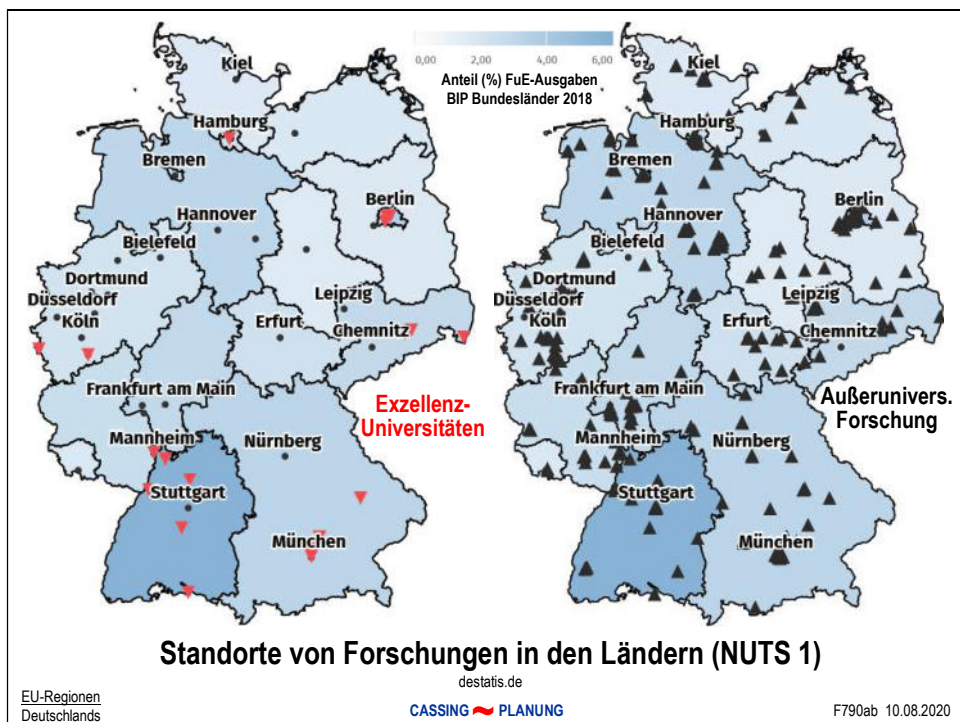 0,00 2,00 4,00 6,00
Anteil (%) FuE-Ausgaben
BIP Bundesländer 2018
Kiel
Hamburg
Bremen
Berlin
Hannover
Bielefeld
Dortmund
Düsseldorf
Köln
Leipzig
Erfurt
Chemnitz
Frankfurt am Main
Mannheim
Nürnberg
Stuttgart
München
Exzellenz-
Universitäten
Kiel
Hamburg
Bremen
Berlin
Hannover
Bielefeld
Dortmund
Düsseldorf
Köln
Leipzig
Erfurt
Chemnitz
Frankfurt am Main
Mannheim
Nürnberg
Stuttgart
München
Außerunivers.
Forschung
Standorte von Forschungen in den Ländern (NUTS 1)
destatis.de
EU-Regionen
Deutschlands
CASSING PLANUNG
F790ab 10.08.2020